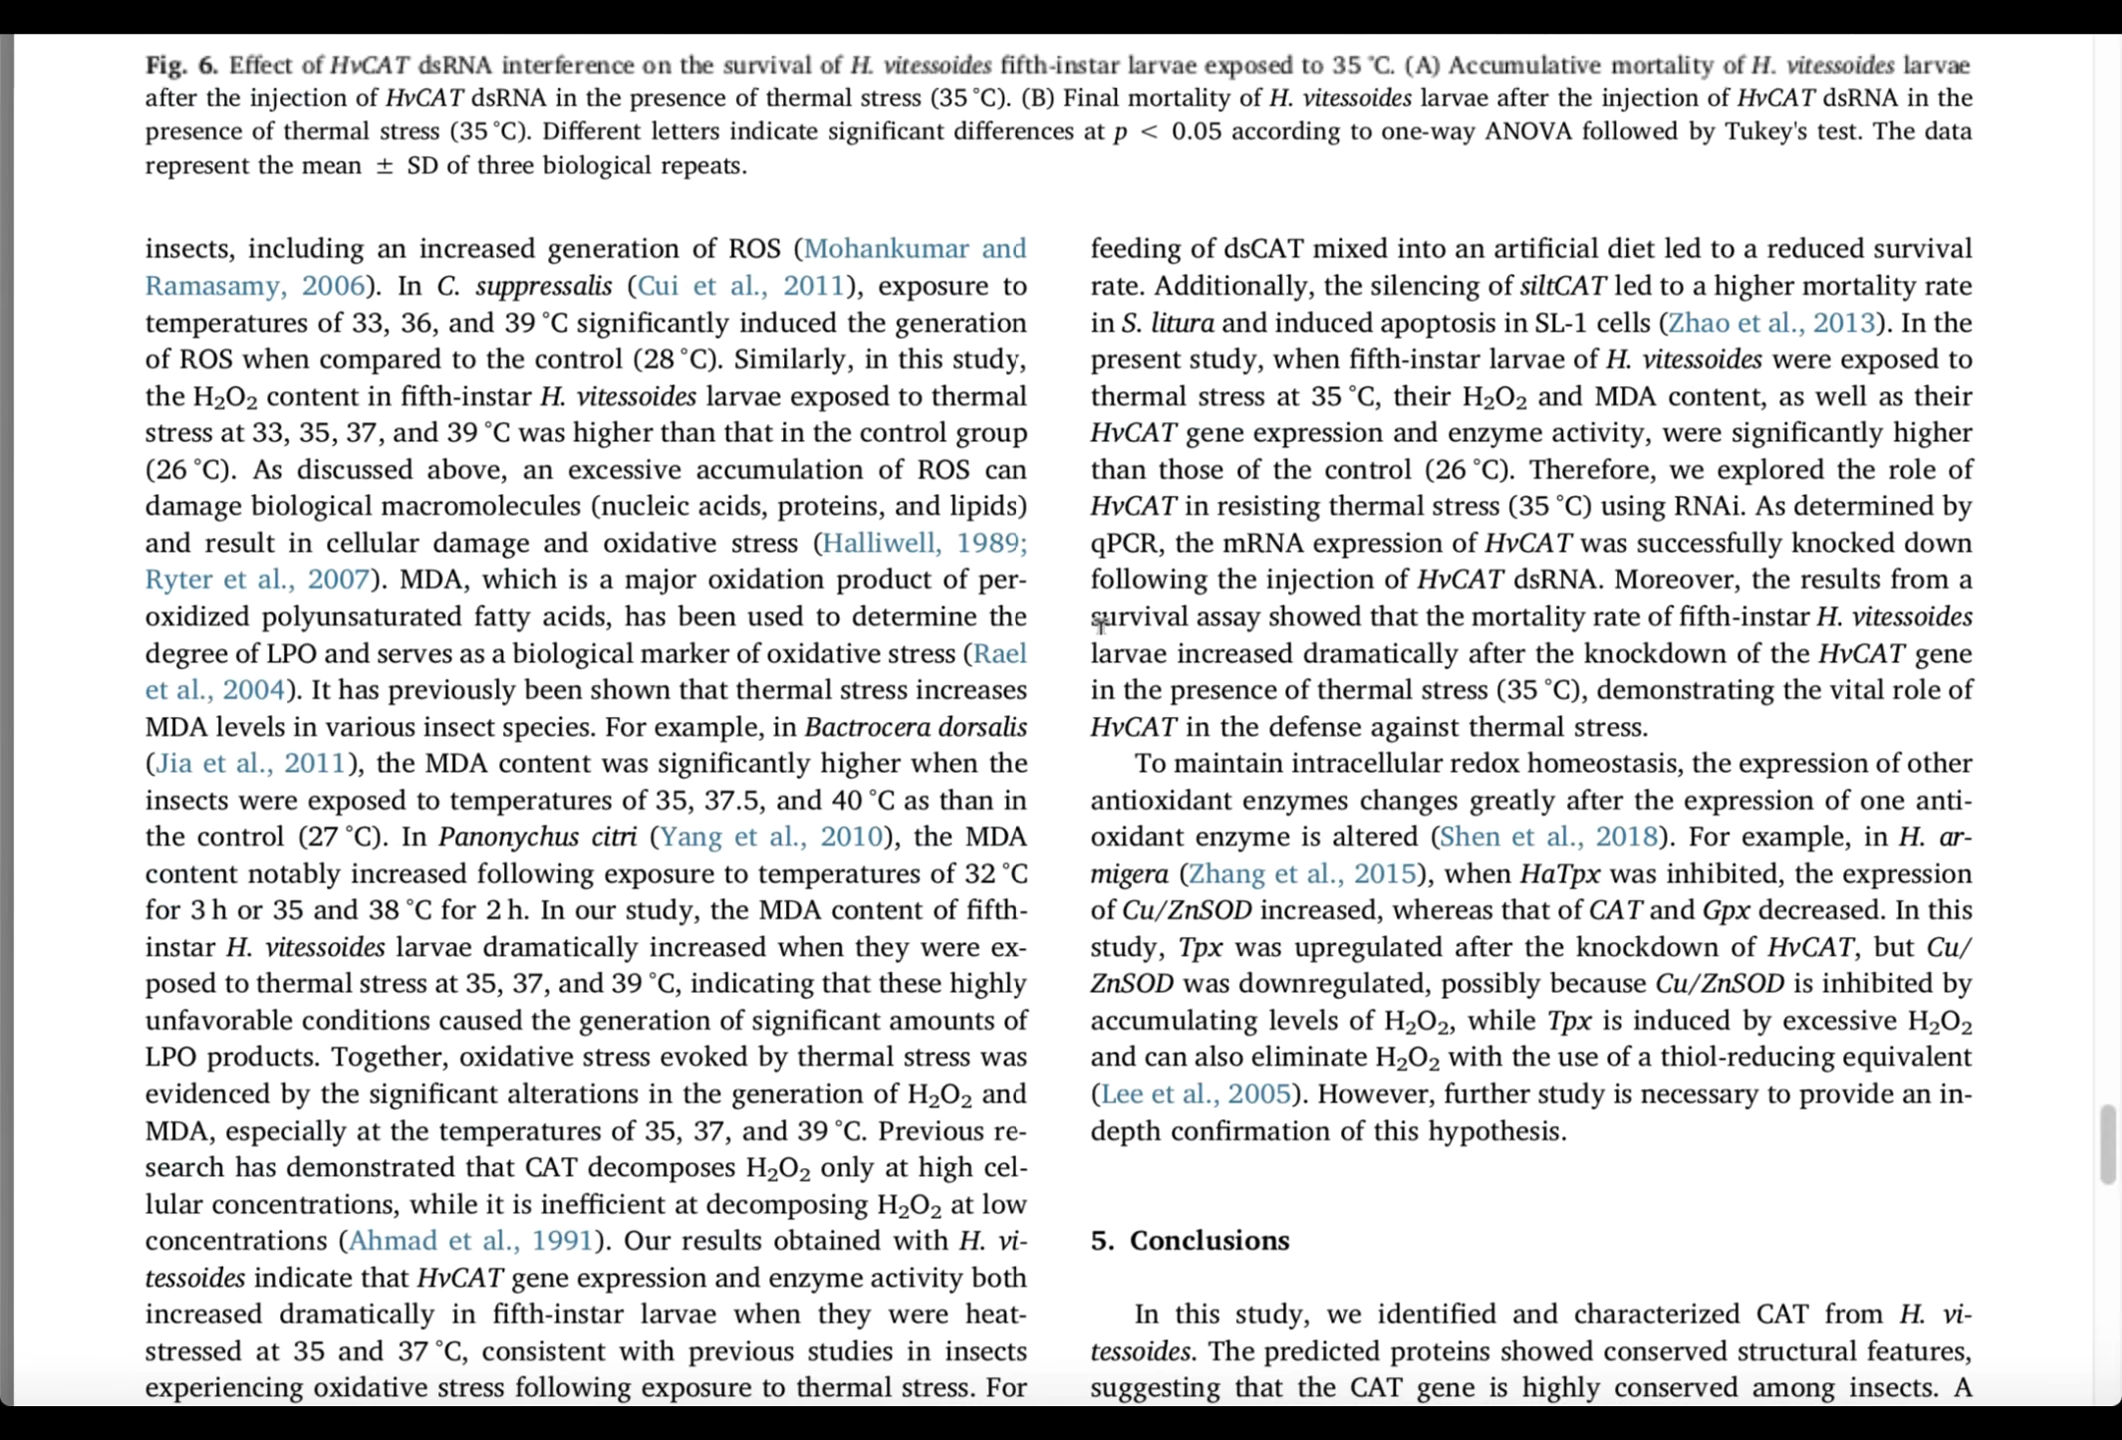 Fig. 6. Effect of HvCAT dsRNA interference on the survival of H. vitessoides fifth-instar larvae exposed to 35 °C. (A) Accumulative mortality of H. vitessoides larvae
after the injection of HvCAT dsRNA in the presence of thermal stress (35 °C). (B) Final mortality of H. vitessoides larvae after the injection of HvCAT dsRNA in the
presence of thermal stress (35 °C). Different letters indicate significant differences at p < 0.05 according to one-way ANOVA followed by Tukey's test. The data
represent the mean ± SD of three biological repeats.
insects, including an increased generation of ROS (Mohankumar and
Ramasamy, 2006). In C. suppressalis (Cui et al., 2011), exposure to
temperatures of 33, 36, and 39 °C significantly induced the generation
of ROS when compared to the control (28 °C). Similarly, in this study,
the H₂O₂ content in fifth-instar H. vitessoides larvae exposed to thermal
stress at 33, 35, 37, and 39 °C was higher than that in the control group
(26 °C). As discussed above, an excessive accumulation of ROS can
damage biological macromolecules (nucleic acids, proteins, and lipids)
and result in cellular damage and oxidative stress (Halliwell, 1989;
Ryter et al., 2007). MDA, which is a major oxidation product of per-
oxidized polyunsaturated fatty acids, has been used to determine the
degree of LPO and serves as a biological marker of oxidative stress (Rael
et al., 2004). It has previously been shown that thermal stress increases
MDA levels in various insect species. For example, in Bactrocera dorsalis
(Jia et al., 2011), the MDA content was significantly higher when the
insects were exposed to temperatures of 35, 37.5, and 40 °C as than in
the control (27 °C). In Panonychus citri (Yang et al., 2010), the MDA
content notably increased following exposure to temperatures of 32 °C
for 3 h or 35 and 38 °C for 2 h. In our study, the MDA content of fifth-
instar H. vitessoides larvae dramatically increased when they were ex-
posed to thermal stress at 35, 37, and 39 °C, indicating that these highly
unfavorable conditions caused the generation of significant amounts of
LPO products. Together, oxidative stress evoked by thermal stress was
evidenced by the significant alterations in the generation of H₂O₂ and
MDA, especially at the temperatures of 35, 37, and 39 °C. Previous re-
search has demonstrated that CAT decomposes H₂O₂ only at high cel-
lular concentrations, while it is inefficient at decomposing H₂O₂ at low
concentrations (Ahmad et al., 1991). Our results obtained with H. vi-
tessoides indicate that HvCAT gene expression and enzyme activity both
increased dramatically in fifth-instar larvae when they were heat-
stressed at 35 and 37 °C, consistent with previous studies in insects
experiencing oxidative stress following exposure to thermal stress. For
feeding of dsCAT mixed into an artificial diet led to a reduced survival
rate. Additionally, the silencing of siltCAT led to a higher mortality rate
in S. litura and induced apoptosis in SL-1 cells (Zhao et al., 2013). In the
present study, when fifth-instar larvae of H. vitessoides were exposed to
thermal stress at 35 °C, their H₂O₂ and MDA content, as well as their
HvCAT gene expression and enzyme activity, were significantly higher
than those of the control (26 °C). Therefore, we explored the role of
HvCAT in resisting thermal stress (35 °C) using RNAi. As determined by
qPCR, the mRNA expression of HvCAT was successfully knocked down
following the injection of HvCAT dsRNA. Moreover, the results from a
survival assay showed that the mortality rate of fifth-instar H. vitessoides
larvae increased dramatically after the knockdown of the HvCAT gene
in the presence of thermal stress (35 °C), demonstrating the vital role of
HvCAT in the defense against thermal stress.
To maintain intracellular redox homeostasis, the expression of other
antioxidant enzymes changes greatly after the expression of one anti-
oxidant enzyme is altered (Shen et al., 2018). For example, in H. ar-
migera (Zhang et al., 2015), when HaTpx was inhibited, the expression
of Cu/ZnSOD increased, whereas that of CAT and Gpx decreased. In this
study, Tpx was upregulated after the knockdown of HvCAT, but Cu/
ZnSOD was downregulated, possibly because Cu/ZnSOD is inhibited by
accumulating levels of H₂O₂, while Tpx is induced by excessive H₂O₂
and can also eliminate H₂O₂ with the use of a thiol-reducing equivalent
(Lee et al., 2005). However, further study is necessary to provide an in-
depth confirmation of this hypothesis.
5. Conclusions
In this study, we identified and characterized CAT from H. vi-
tessoides. The predicted proteins showed conserved structural features,
suggesting that the CAT gene is highly conserved among insects. A